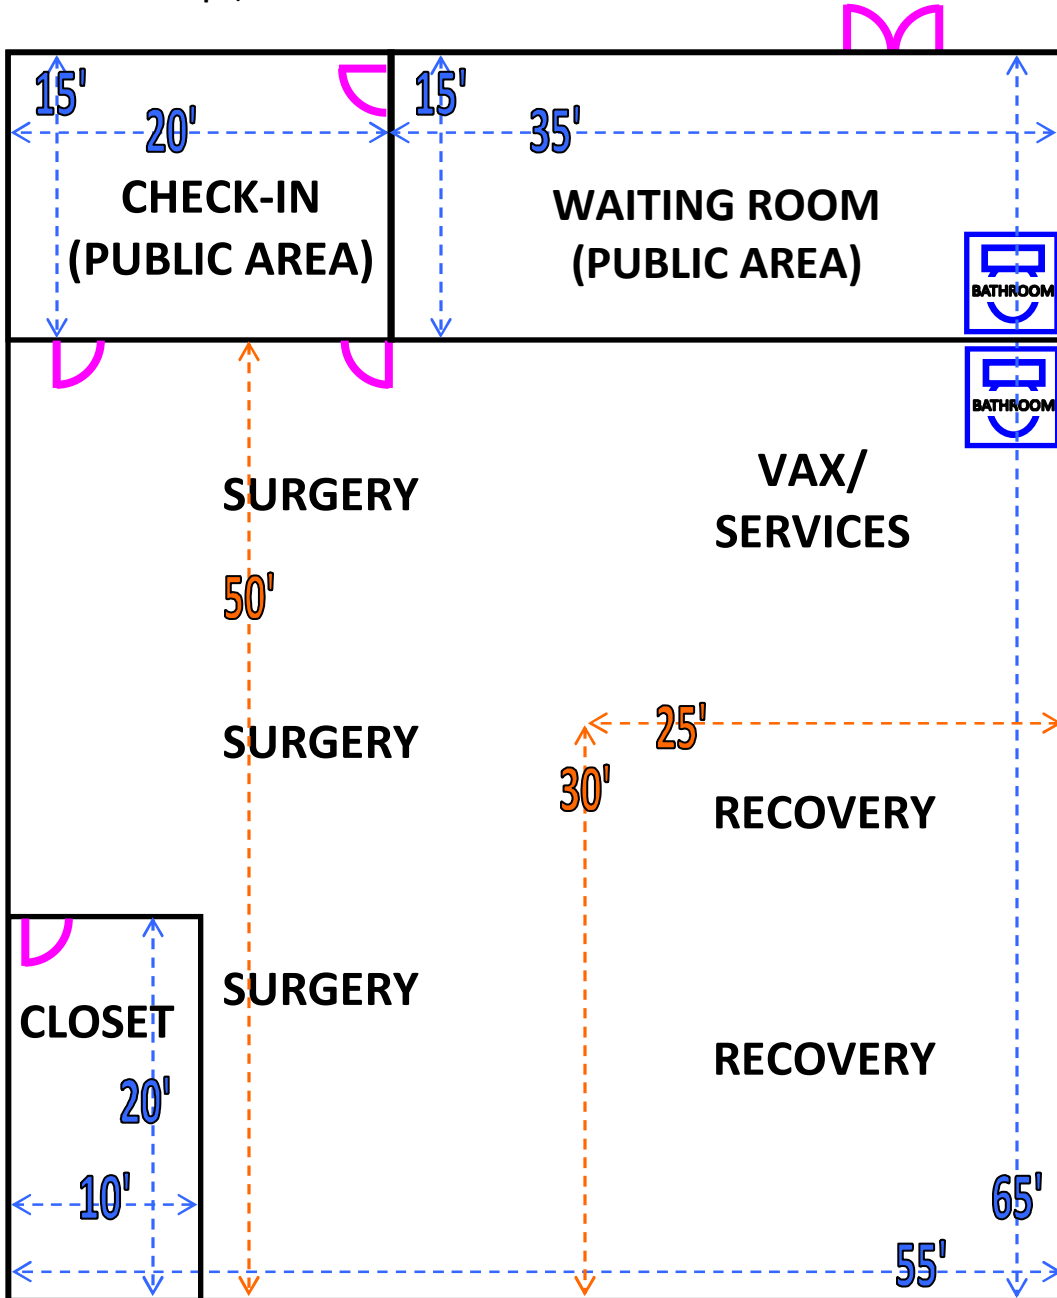 15'
20'
15'
35'
CHECK-IN
(PUBLIC AREA)
WAITING ROOM
(PUBLIC AREA)
BATHROOM
BATHROOM
SURGERY
VAX/
SERVICES
50'
SURGERY
25'
30'
RECOVERY
SURGERY
CLOSET
RECOVERY
20'
10'
65'
55'